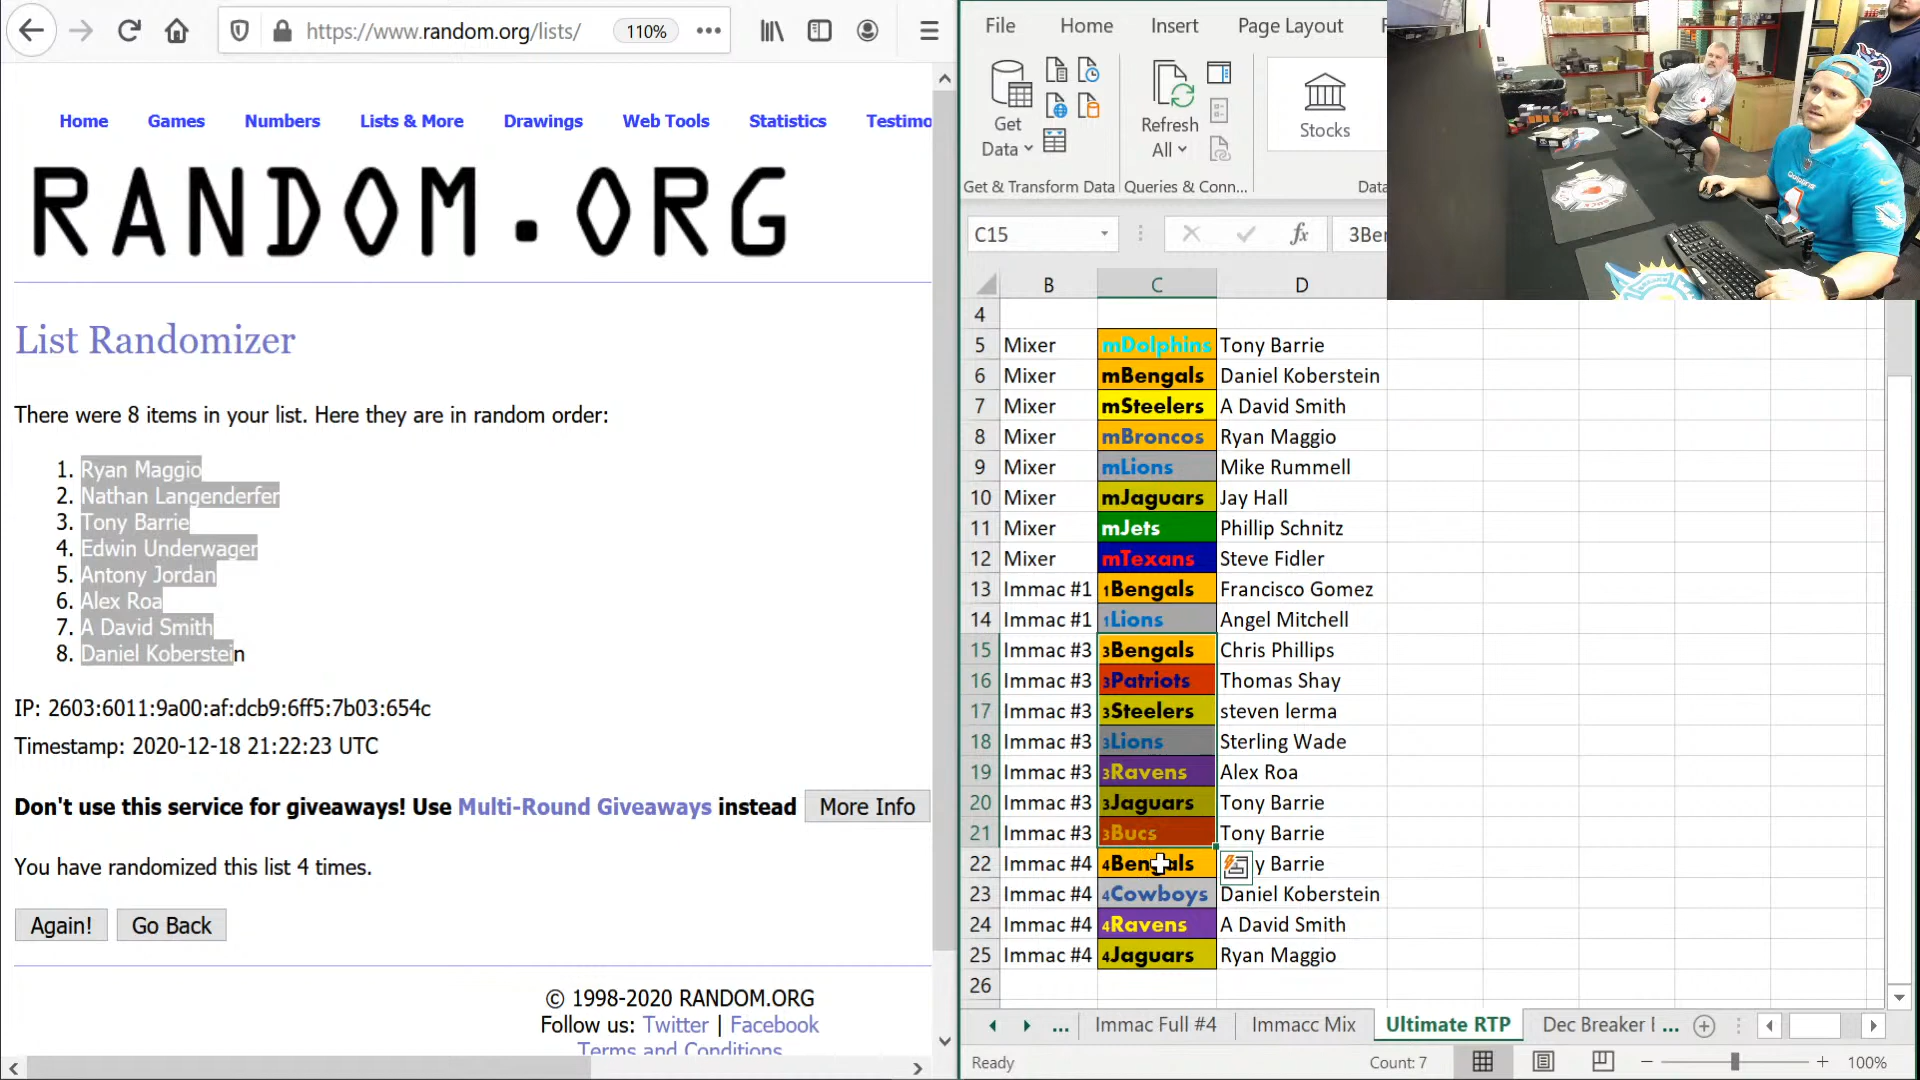 https://www.random.org/lists/
110%
Home Games Numbers Lists & More Drawings Web Tools Statistics Testimo
RANDOM.ORG
List Randomizer
There were 8 items in your list. Here they are in random order:
1. Ryan Maggio
2. Nathan Langenderfer
3. Tony Barrie
4. Edwin Underwager
5. Antony Jordan
6. Alex Roa
7. A David Smith
8. Daniel Koberstein
IP: 2603:6011:9a00:af:dcb9:6ff5:7b03:654c
Timestamp: 2020-12-18 21:22:23 UTC
Don't use this service for giveaways! Use Multi-Round Giveaways instead More Info
You have randomized this list 4 times.
Again! Go Back
© 1998-2020 RANDOM.ORG
Follow us: Twitter | Facebook
Terms and Conditions
File Home Insert Page Layout
Get Data
Refresh All
Stocks
Get & Transform Data Queries & Conn... Data
C15 fx 3Ber
B C D
4
5 Mixer mDolphins Tony Barrie
6 Mixer mBengals Daniel Koberstein
7 Mixer mSteelers A David Smith
8 Mixer mBroncos Ryan Maggio
9 Mixer mLions Mike Rummell
10 Mixer mJaguars Jay Hall
11 Mixer mJets Phillip Schnitz
12 Mixer mTexans Steve Fidler
13 Immac #1 1Bengals Francisco Gomez
14 Immac #1 1Lions Angel Mitchell
15 Immac #3 3Bengals Chris Phillips
16 Immac #3 3Patriots Thomas Shay
17 Immac #3 3Steelers steven lerma
18 Immac #3 3Lions Sterling Wade
19 Immac #3 3Ravens Alex Roa
20 Immac #3 3Jaguars Tony Barrie
21 Immac #3 3Bucs Tony Barrie
22 Immac #4 4Bengals y Barrie
23 Immac #4 4Cowboys Daniel Koberstein
24 Immac #4 4Ravens A David Smith
25 Immac #4 4Jaguars Ryan Maggio
26
... Immac Full #4 Immacc Mix Ultimate RTP Dec Breaker ...
Ready Count: 7 100%